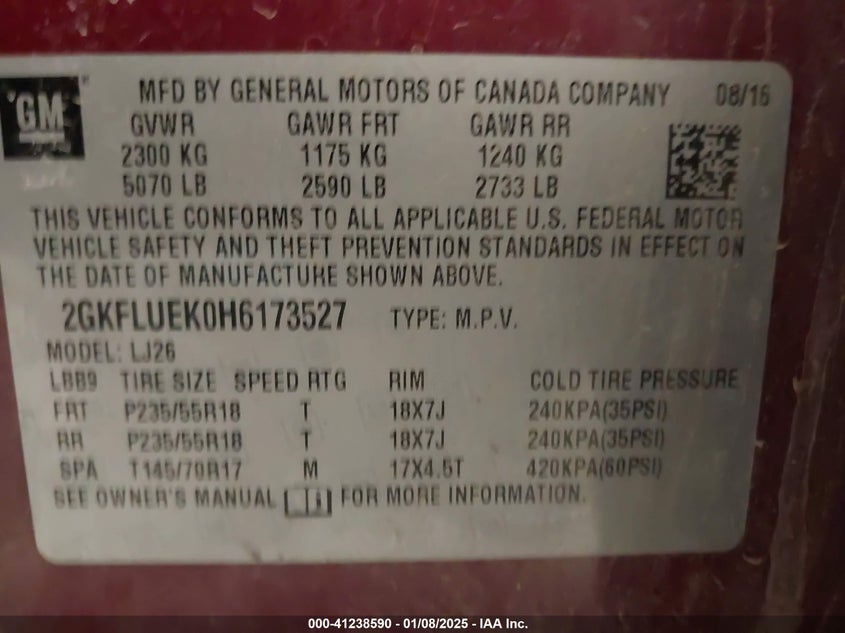 GM
MFD BY GENERAL MOTORS OF CANADA COMPANY 08/16
GVWR GAWR FRT GAWR RR
2300 KG 1175 KG 1240 KG
5070 LB 2590 LB 2733 LB
THIS VEHICLE CONFORMS TO ALL APPLICABLE U.S. FEDERAL MOTOR
VEHICLE SAFETY AND THEFT PREVENTION STANDARDS IN EFFECT ON
THE DATE OF MANUFACTURE SHOWN ABOVE.
2GKFLUEK0H6173527 TYPE: M.P.V.
MODEL: LJ26
LBB9 TIRE SIZE SPEED RTG RIM COLD TIRE PRESSURE
FRT P235/55R18 T 18X7J 240KPA(35PSI)
RR P235/55R18 T 18X7J 240KPA(35PSI)
SPA T145/70R17 M 17X4.5T 420KPA(60PSI)
SEE OWNER'S MANUAL FOR MORE INFORMATION.
000-41238590 - 01/08/2025 - IAA Inc.